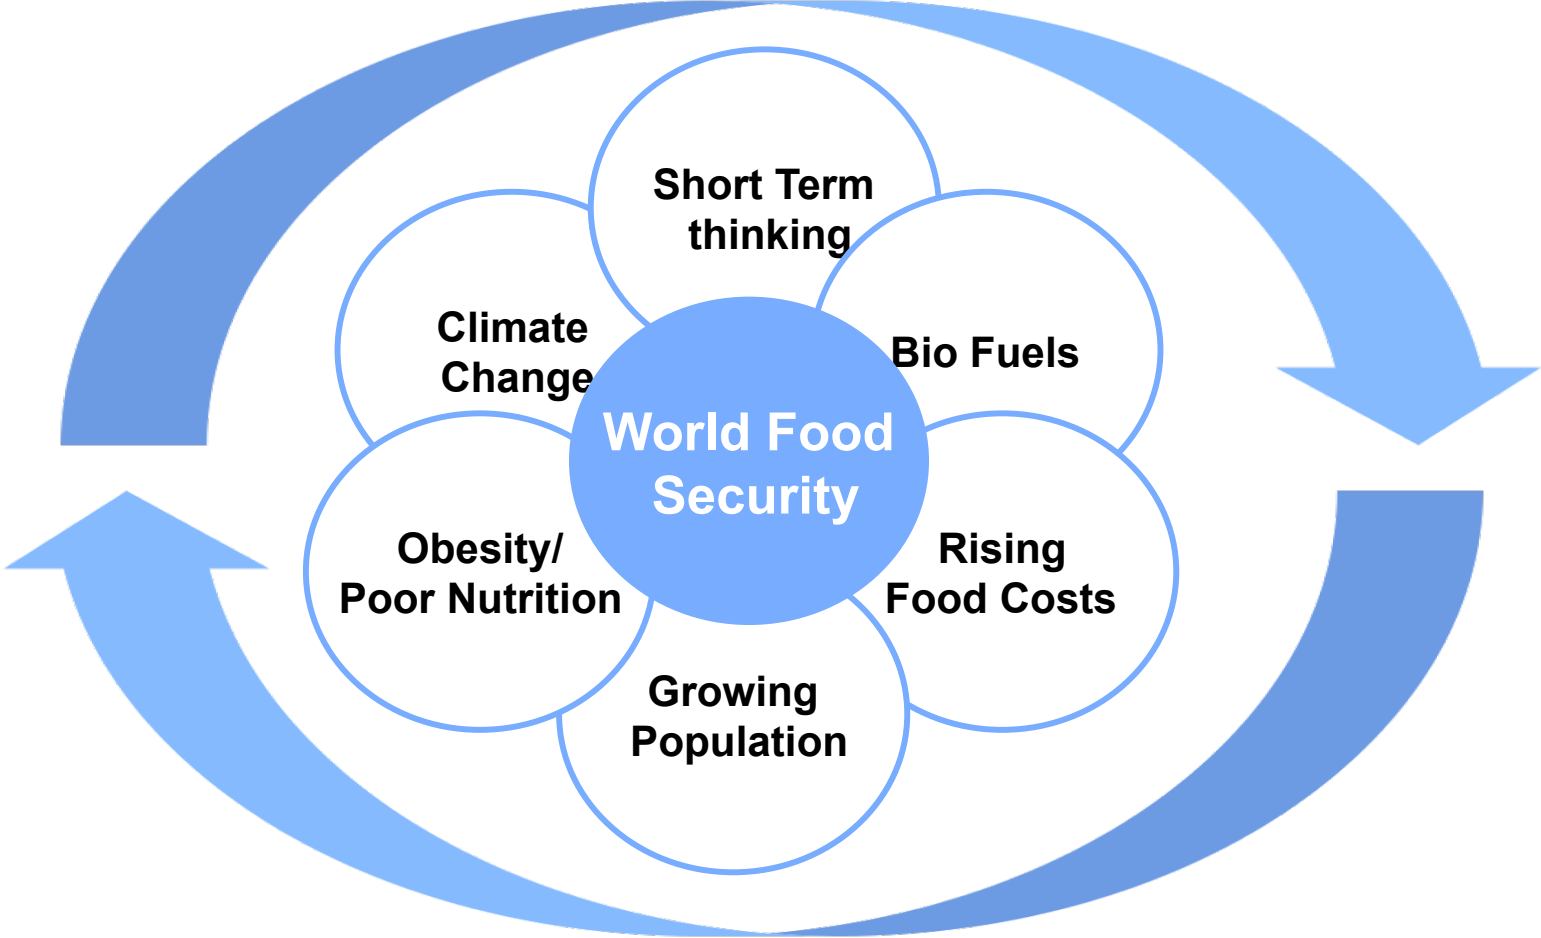 Short Term
thinking
Climate
Change
Bio Fuels
World Food
Security
Obesity/
Poor Nutrition
Rising
Food Costs
Growing
Population